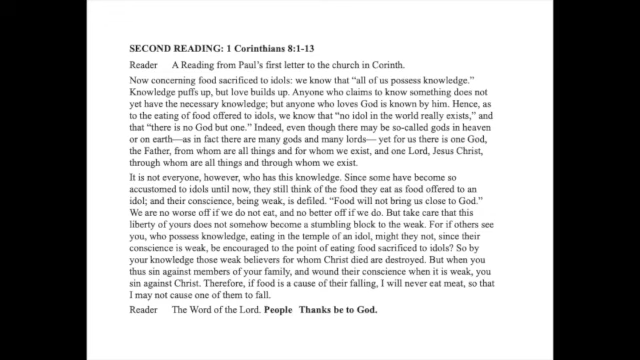 SECOND READING: 1 Corinthians 8:1-13
Reader A Reading from Paul's first letter to the church in Corinth.
Now concerning food sacrificed to idols: we know that “all of us possess knowledge.”
Knowledge puffs up, but love builds up. Anyone who claims to know something does
not yet have the necessary knowledge; but anyone who loves God is known by him. Hence, as
to the eating of food offered to idols, we know that “no idol in the world really exists,” and
that “there is no God but one.” Indeed, even though there may be so-called gods in heaven
or on earth—as in fact there are many gods and many lords— yet for us there is one God,
the Father, from whom are all things and for whom we exist, and one Lord, Jesus Christ,
through whom are all things and through whom we exist.
It is not everyone, however, who has this knowledge. Since some have become so
accustomed to idols until now, they still think of the food they eat as food offered to an
idol; and their conscience, being weak, is defiled. “Food will not bring us close to God.”
We are no worse off if we do not eat, and no better off if we do. But take care that this
liberty of yours does not somehow become a stumbling block to the weak. For if others see
you, who possess knowledge, eating in the temple of an idol, might they not, since their
conscience is weak, be encouraged to the point of eating food sacrificed to idols? So by
your knowledge those weak believers for whom Christ died are destroyed. But when you
thus sin against members of your family, and wound their conscience when it is weak, you
sin against Christ. Therefore, if food is a cause of their falling, I will never eat meat, so that
I may not cause one of them to fall.
Reader The Word of the Lord. People Thanks be to God.